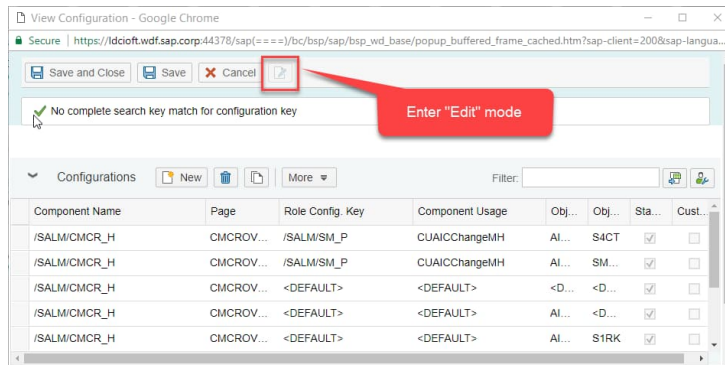 View Configuration - Google Chrome
Secure | https://ldcioft.wdf.sap.corp:44378/sap(====)/bc/bsp/sap/bsp_wd_base/popup_buffered_frame_cached.htm?sap-client=200&sap-langua...
Save and Close Save Cancel
No complete search key match for configuration key
Enter "Edit" mode
Configurations New More Filter:
Component Name Page Role Config. Key Component Usage Obj... Obj... Sta... Cust...
/SALM/CMCR_H CMCROV... /SALM/SM_P CUAICChangeMH AI... S4CT
/SALM/CMCR_H CMCROV... /SALM/SM_P CUAICChangeMH AI... SM...
/SALM/CMCR_H CMCROV... <DEFAULT> <DEFAULT> <D... <D...
/SALM/CMCR_H CMCROV... <DEFAULT> <DEFAULT> AI... <D...
/SALM/CMCR_H CMCROV... <DEFAULT> <DEFAULT> AI... S1RK